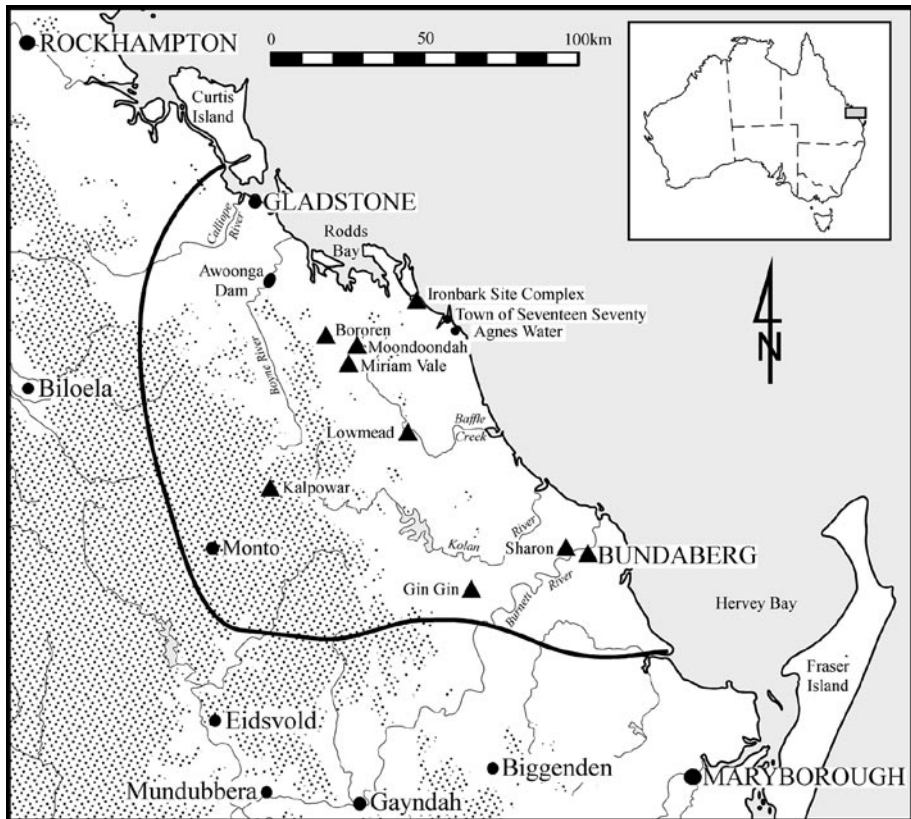 ROCKHAMPTON
0 50 100km
Curtis
Island
GLADSTONE
Calliope
River
Rodds
Bay
Awoonga
Dam
Ironbark Site Complex
Town of Seventeen Seventy
Agnes Water
Bororen
Moondoondah
Miriam Vale
Boyne River
N
Biloela
Lowmead
Baffle
Creek
Kalpowar
Kolan
River
Monto
Sharon
BUNDABERG
Gin Gin
Burnett
River
Hervey Bay
Fraser
Island
Eidsvold
Biggenden
MARYBOROUGH
Mundubbera
Gayndah